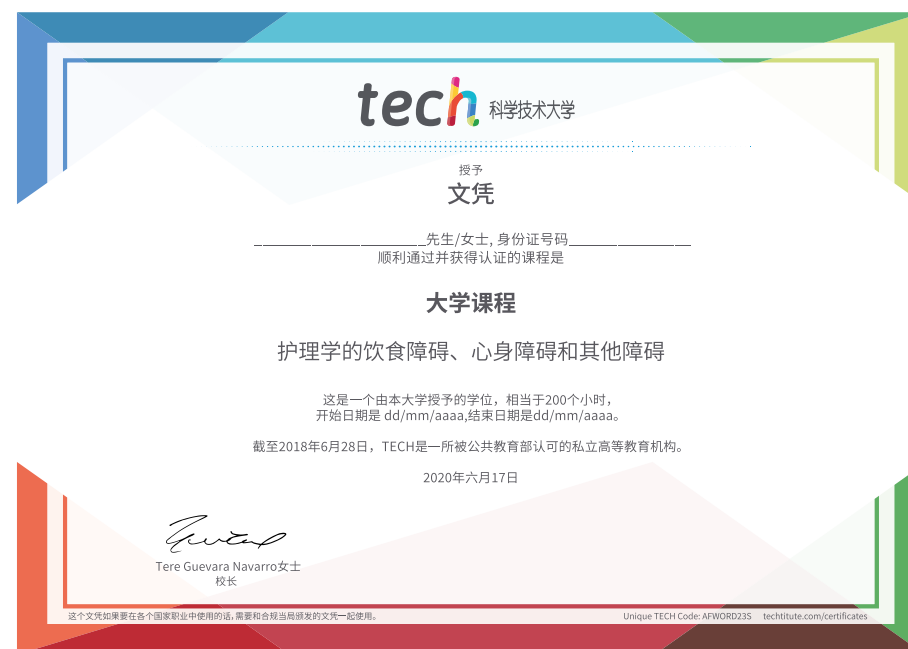 tech 科学技术大学
授予
文凭
_____________________先生/女士, 身份证号码_______________
顺利通过并获得认证的课程是
大学课程
护理学的饮食障碍、心身障碍和其他障碍
这是一个由本大学授予的学位，相当于200个小时，
开始日期是 dd/mm/aaaa,结束日期是dd/mm/aaaa。
截至2018年6月28日，TECH是一所被公共教育部认可的私立高等教育机构。
2020年六月17日
Tere Guevara Navarro女士
校长
这个文凭如果要在各个国家职业中使用的话,需要和合规当局颁发的文凭一起使用。
Unique TECH Code: AFWORD23S techtitute.com/certificates